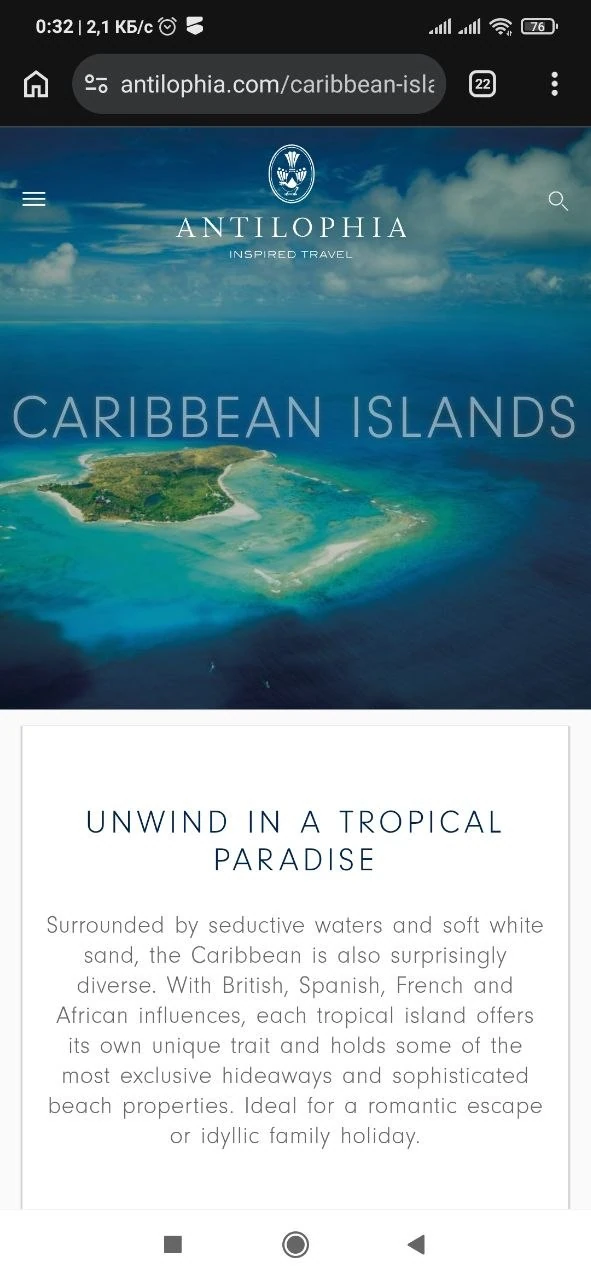 0:32 | 2,1 КБ/с
76
antilophia.com/caribbean-isla
22
ANTILOPHIA
INSPIRED TRAVEL
CARIBBEAN ISLANDS
UNWIND IN A TROPICAL
PARADISE
Surrounded by seductive waters and soft white
sand, the Caribbean is also surprisingly
diverse. With British, Spanish, French and
African influences, each tropical island offers
its own unique trait and holds some of the
most exclusive hideaways and sophisticated
beach properties. Ideal for a romantic escape
or idyllic family holiday.